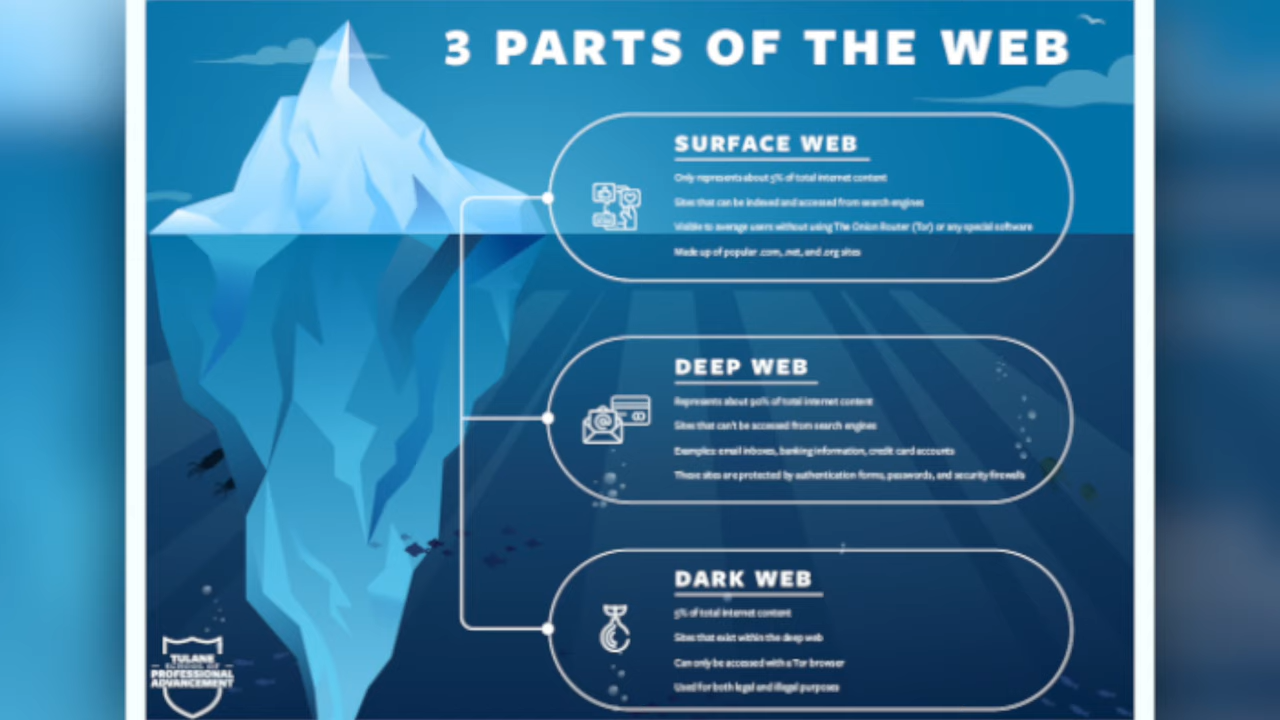 3 PARTS OF THE WEB
SURFACE WEB
Only represents about 5% of total internet content
Sites that can be indexed and accessed from search engines
Visible to average users without using The Onion Router (Tor) or any special software
Made up of popular .com, .net, and .org sites
DEEP WEB
Represents about 90% of total internet content
Sites that can't be accessed from search engines
Examples: email inboxes, banking information, credit card accounts
These sites are protected by authentication forms, passwords, and security firewalls
DARK WEB
5% of total internet content
Sites that exist within the deep web
Can only be accessed with a Tor browser
Used for both legal and illegal purposes
TULANE
SCHOOL OF
PROFESSIONAL
ADVANCEMENT